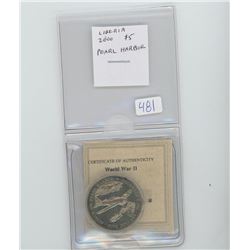 LIBERIA
2000 $5
PEARL HARBOR
481
CERTIFICATE OF AUTHENTICITY
World War II